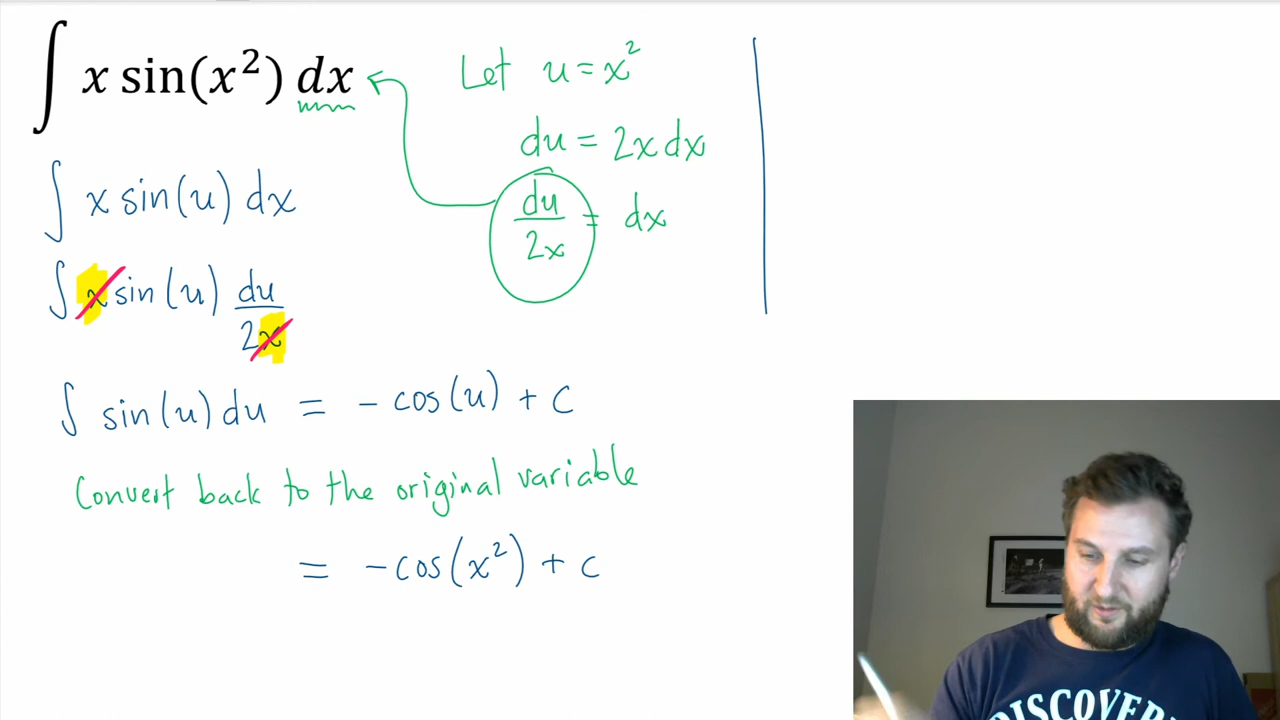 ∫ x sin(x²) dx
Let u = x²
du = 2x dx
du/2x = dx
∫ x sin(u) dx
∫ x sin(u) du/2x
∫ sin(u) du = -cos(u) + c
Convert back to the original variable
= -cos(x²) + c
DISCOVERY